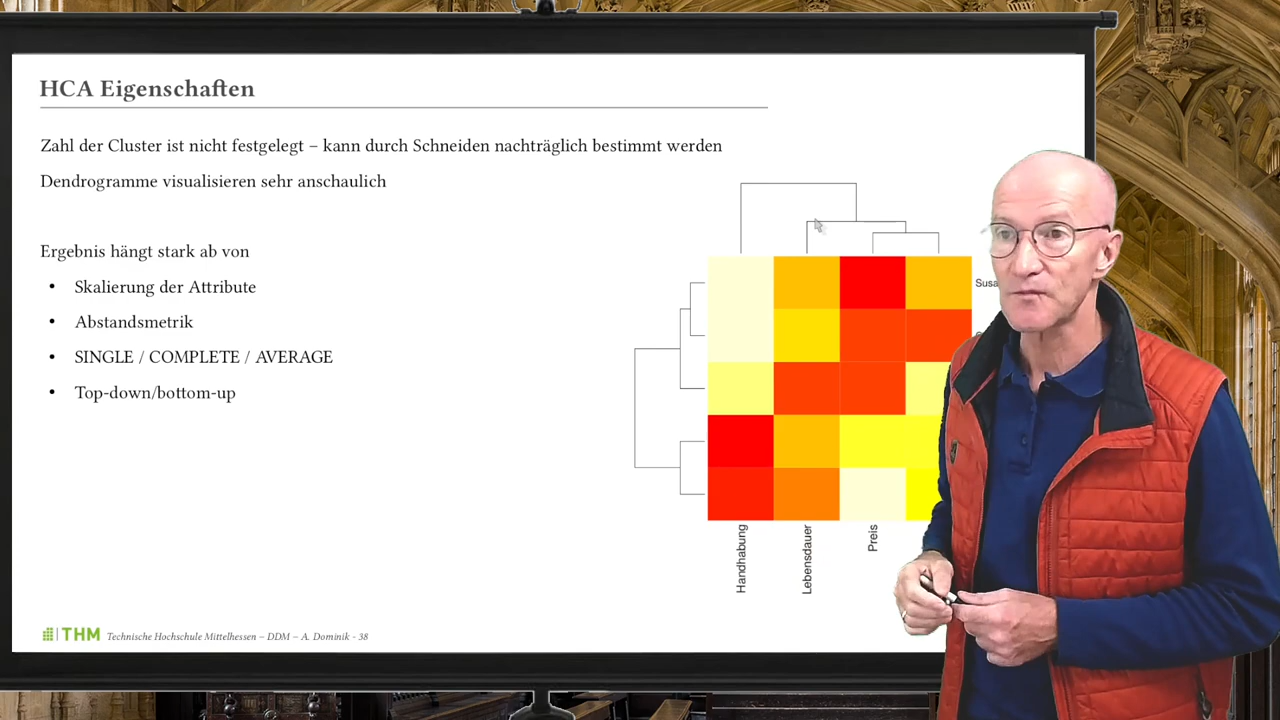 HCA Eigenschaften
Zahl der Cluster ist nicht festgelegt – kann durch Schneiden nachträglich bestimmt werden
Dendrogramme visualisieren sehr anschaulich
Ergebnis hängt stark ab von
• Skalierung der Attribute
• Abstandsmetrik
• SINGLE / COMPLETE / AVERAGE
• Top-down/bottom-up
Susa
Handhabung
Lebensdauer
Preis
THM Technische Hochschule Mittelhessen – DDM – A. Dominik - 38